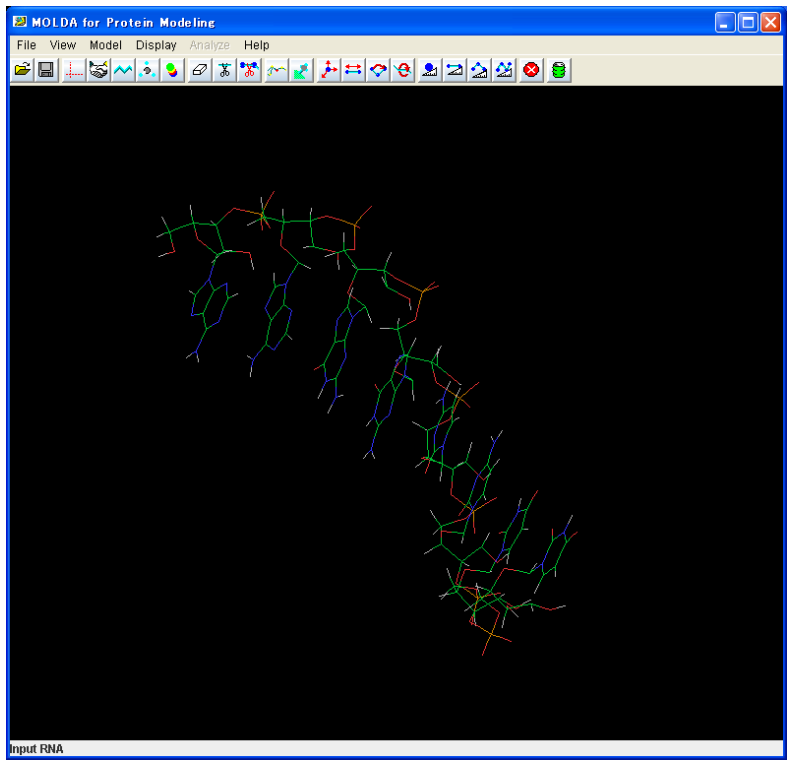 MOLDA for Protein Modeling
File View Model Display Analyze Help
Input RNA